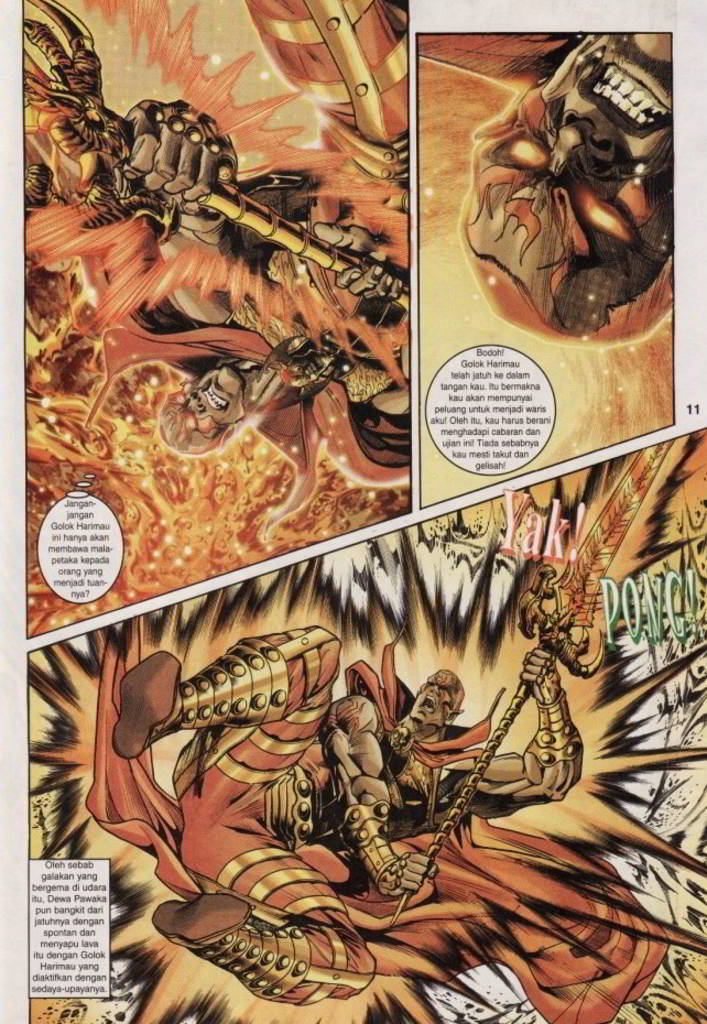 Jangan-
jangan
Golok Harimau
ini hanya akan
membawa mala-
petaka kepada
orang yang
menjadi tuan-
nya?
Bodoh!
Golok Harimau
telah jatuh ke dalam
tangan kau. Itu bermakna
kau akan mempunyai
peluang untuk menjadi waris
aku! Oleh itu, kau harus berani
menghadapi cabaran dan
ujian ini! Tiada sebabnya
kau mesti takut dan
gelisah!
11
Yak!
PONG!
Oleh sebab
galakan yang
bergema di udara
itu, Dewa Pawaka
pun bangkit dari
jatuhnya dengan
spontan dan
menyapu lava
itu dengan Golok
Harimau yang
diaktifkan dengan
sedaya-upayanya.